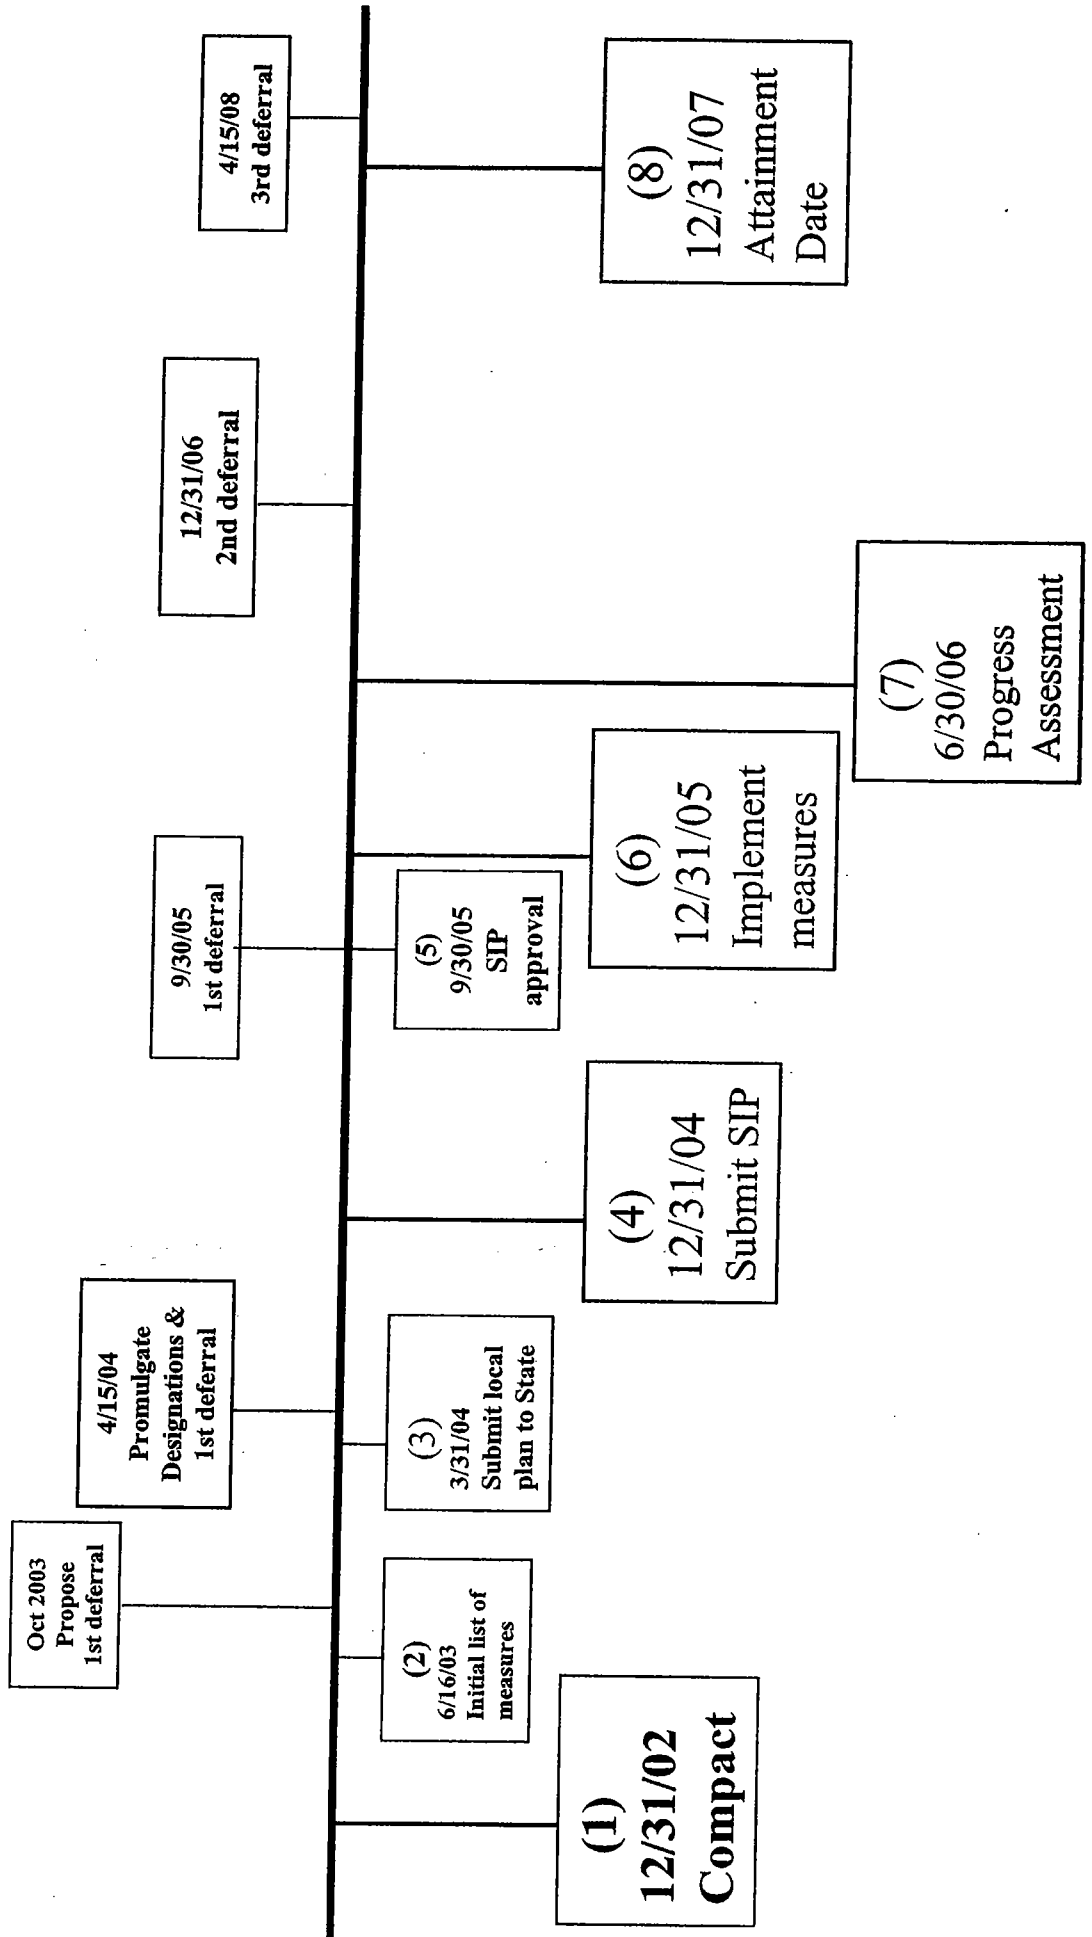 Oct 2003
Propose
1st deferral
4/15/04
Promulgate
Designations &
1st deferral
9/30/05
1st deferral
12/31/06
2nd deferral
4/15/08
3rd deferral
(1)
12/31/02
Compact
(2)
6/16/03
Initial list of
measures
(3)
3/31/04
Submit local
plan to State
(4)
12/31/04
Submit SIP
(5)
9/30/05
SIP
approval
(6)
12/31/05
Implement
measures
(7)
6/30/06
Progress
Assessment
(8)
12/31/07
Attainment
Date